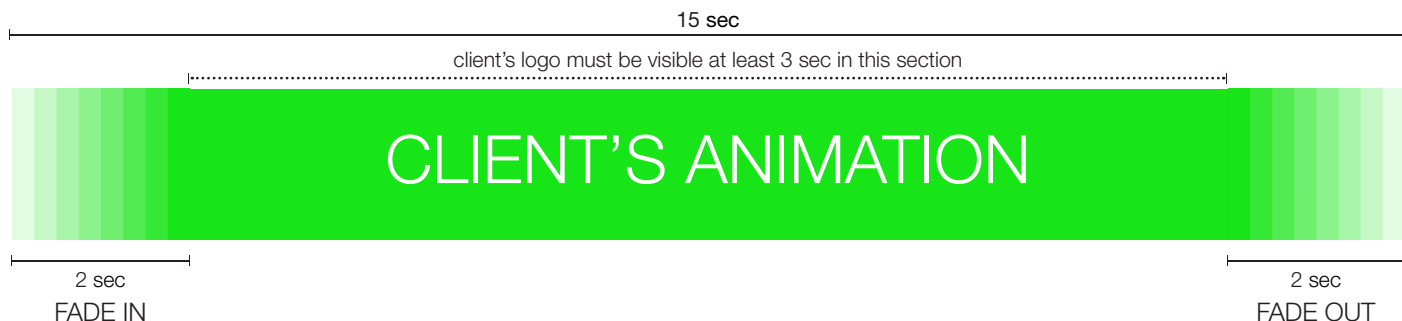 15 sec
client’s logo must be visible at least 3 sec in this section
CLIENT’S ANIMATION
2 sec
FADE IN
2 sec
FADE OUT